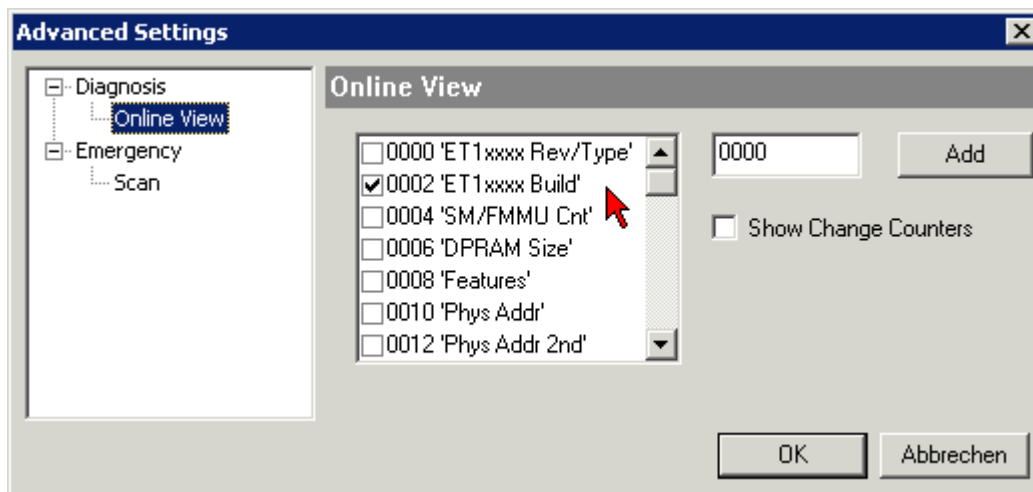 Advanced Settings
Diagnosis
Online View
Emergency
Scan
Online View
0000 'ET1xxxx Rev/Type'
0002 'ET1xxxx Build'
0004 'SM/FMMU Cnt'
0006 'DPRAM Size'
0008 'Features'
0010 'Phys Addr'
0012 'Phys Addr 2nd'
0000
Add
Show Change Counters
OK
Abbrechen